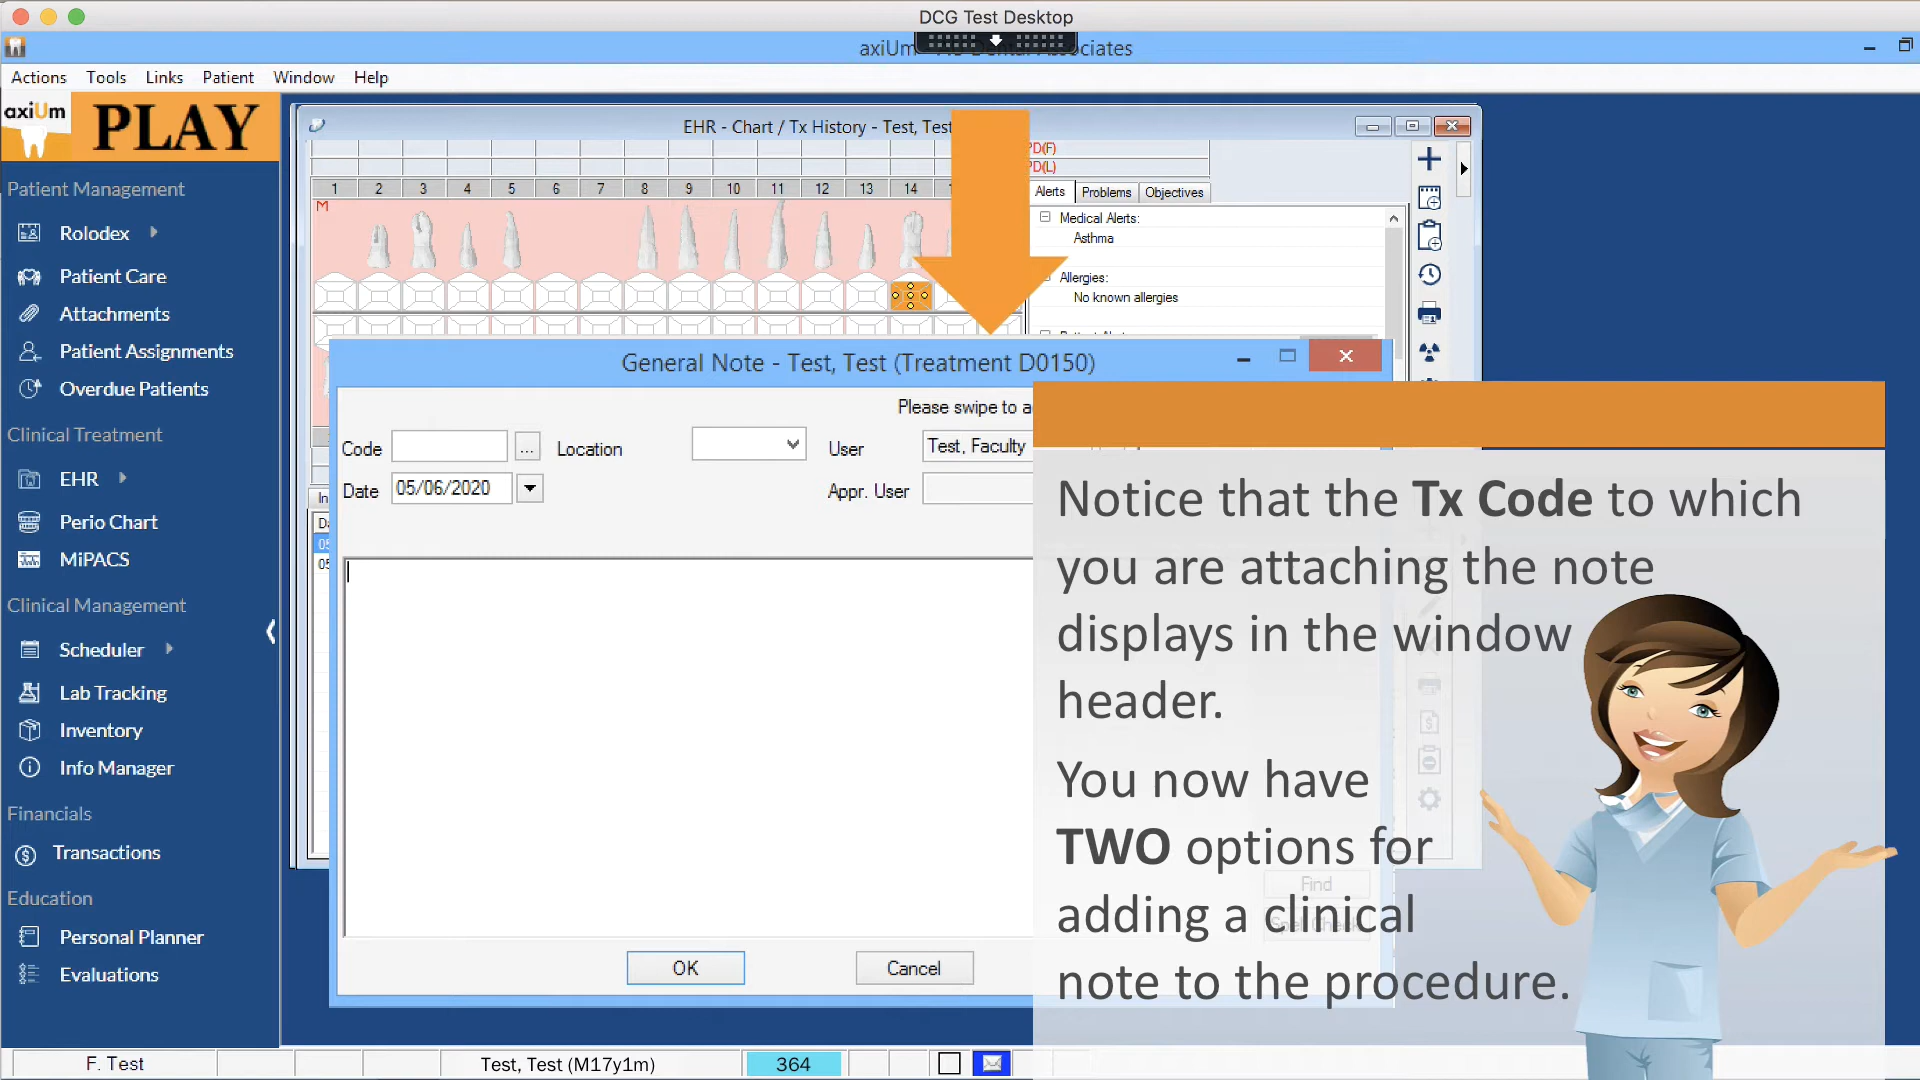 DCG Test Desktop
axiUm
ciates
Actions Tools Links Patient Window Help
axiUm PLAY
EHR - Chart / Tx History - Test, Test
PD(F)
PD(L)
1 2 3 4 5 6 7 8 9 10 11 12 13 14
Alerts Problems Objectives
M
Medical Alerts:
Asthma
Allergies:
No known allergies
Patient Management
Rolodex
Patient Care
Attachments
Patient Assignments
Overdue Patients
Clinical Treatment
EHR
Perio Chart
MiPACS
Clinical Management
Scheduler
Lab Tracking
Inventory
Info Manager
Financials
Transactions
Education
Personal Planner
Evaluations
General Note - Test, Test (Treatment D0150)
Please swipe to a
Code ... Location User Test, Faculty
Date 05/06/2020 Appr. User
In
05
05
Notice that the Tx Code to which
you are attaching the note
displays in the window
header.
You now have
TWO options for
adding a clinical
note to the procedure.
Find
OK Cancel
F. Test Test, Test (M17y1m) 364